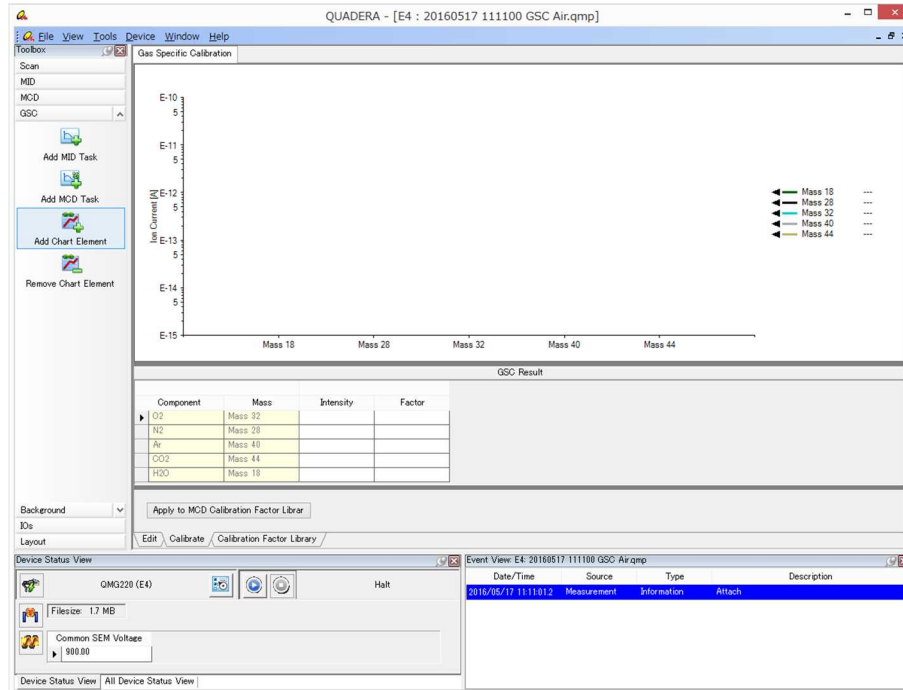 QUADERA - [E4 : 20160517 111100 GSC Air.qmp]
File View Tools Device Window Help
Toolbox
Scan
MID
MCD
GSC
Add MID Task
Add MCD Task
Add Chart Element
Remove Chart Element
Background
IOs
Layout
Gas Specific Calibration
Ion Current [A]
E-10
5
E-11
5
E-12
5
E-13
5
E-14
5
E-15
Mass 18 Mass 28 Mass 32 Mass 40 Mass 44
Mass 18 ---
Mass 28 ---
Mass 32 ---
Mass 40 ---
Mass 44 ---
GSC Result
Component Mass Intensity Factor
O2 Mass 32
N2 Mass 28
Ar Mass 40
CO2 Mass 44
H2O Mass 18
Apply to MCD Calibration Factor Librar
Edit Calibrate Calibration Factor Library
Device Status View
QMG220 (E4) Halt
Filesize: 1.7 MB
Common SEM Voltage
900.00
Device Status View All Device Status View
Event View: E4: 20160517 111100 GSC Air.qmp
Date/Time Source Type Description
2016/05/17 11:11:01.2 Measurement Information Attach